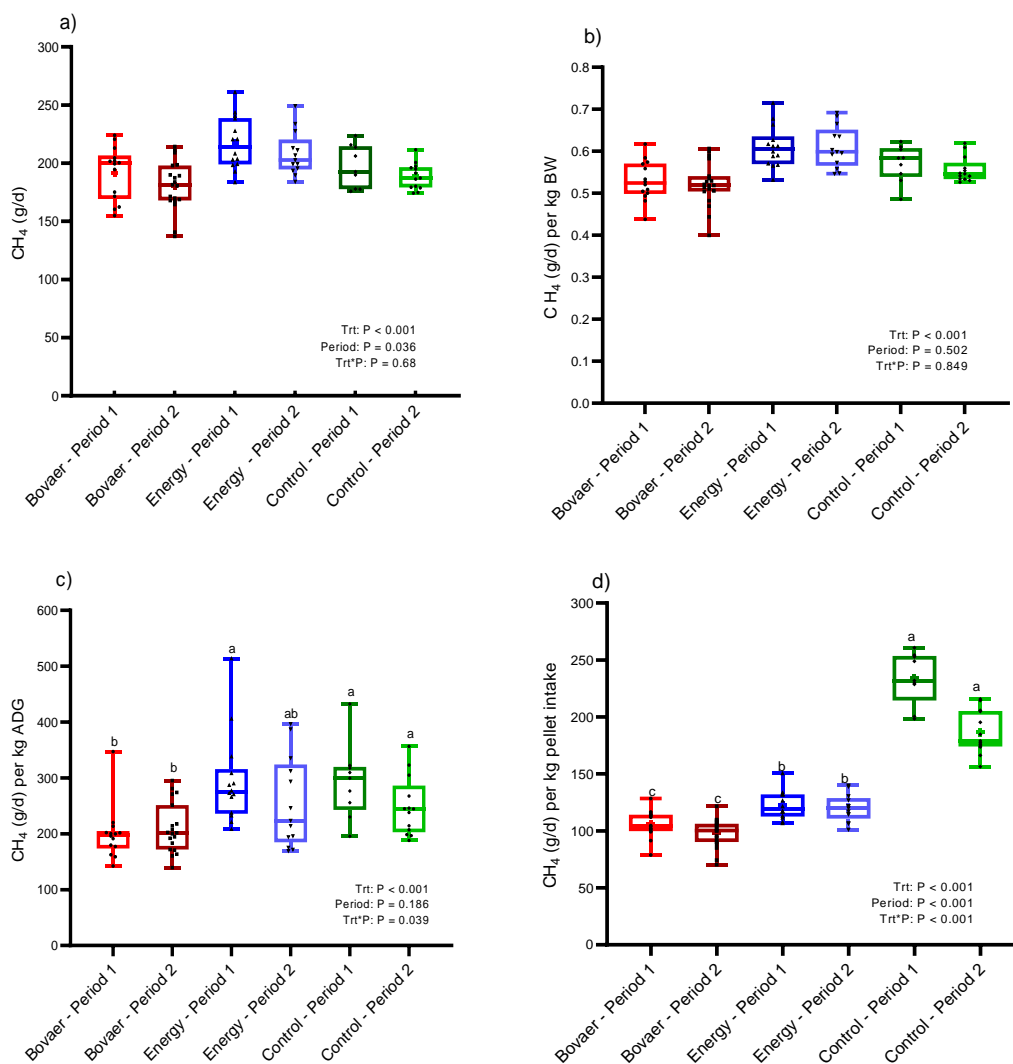 a)
300
250
200
150
100
50
0
CH4 (g/d)
Trt: P < 0.001
Period: P = 0.036
Trt*P: P = 0.68
Bovaer - Period 1
Bovaer - Period 2
Energy - Period 1
Energy - Period 2
Control - Period 1
Control - Period 2
b)
0.8
0.7
0.6
0.5
0.4
0.3
0.2
0.1
0.0
C H4 (g/d) per kg BW
Trt: P < 0.001
Period: P = 0.502
Trt*P: P = 0.849
Bovaer - Period 1
Bovaer - Period 2
Energy - Period 1
Energy - Period 2
Control - Period 1
Control - Period 2
c)
600
500
400
300
200
100
0
CH4 (g/d) per kg ADG
b
b
a
ab
a
a
Trt: P < 0.001
Period: P = 0.186
Trt*P: P = 0.039
Bovaer - Period 1
Bovaer - Period 2
Energy - Period 1
Energy - Period 2
Control - Period 1
Control - Period 2
d)
300
250
200
150
100
50
0
CH4 (g/d) per kg pellet intake
c
c
b
b
a
a
Trt: P < 0.001
Period: P < 0.001
Trt*P: P < 0.001
Bovaer - Period 1
Bovaer - Period 2
Energy - Period 1
Energy - Period 2
Control - Period 1
Control - Period 2